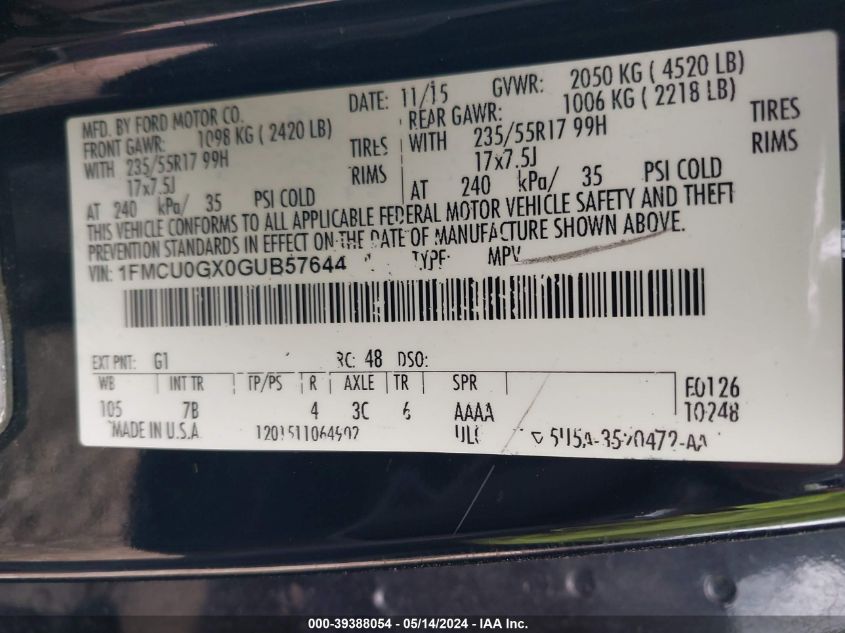 MFD. BY FORD MOTOR CO. DATE: 11/15 GVWR: 2050 KG ( 4520 LB)
FRONT GAWR: 1098 KG ( 2420 LB) REAR GAWR: 1006 KG ( 2218 LB)
WITH 235/55R17 99H TIRES WITH 235/55R17 99H TIRES
17x7.5J RIMS 17x7.5J RIMS
AT 240 kPa/ 35 PSI COLD AT 240 kPa/ 35 PSI COLD
THIS VEHICLE CONFORMS TO ALL APPLICABLE FEDERAL MOTOR VEHICLE SAFETY AND THEFT
PREVENTION STANDARDS IN EFFECT ON THE DATE OF MANUFACTURE SHOWN ABOVE.
VIN: 1FMCU0GX0GUB57644 TYPE: MPV
EXT PNT: G1 RC: 48 DSO:
WB INT TR TP/PS R AXLE TR SPR
105 7B 4 3C 6 AAAA
F0126
10248
MADE IN U.S.A.
000-39388054 - 05/14/2024 - IAA Inc.